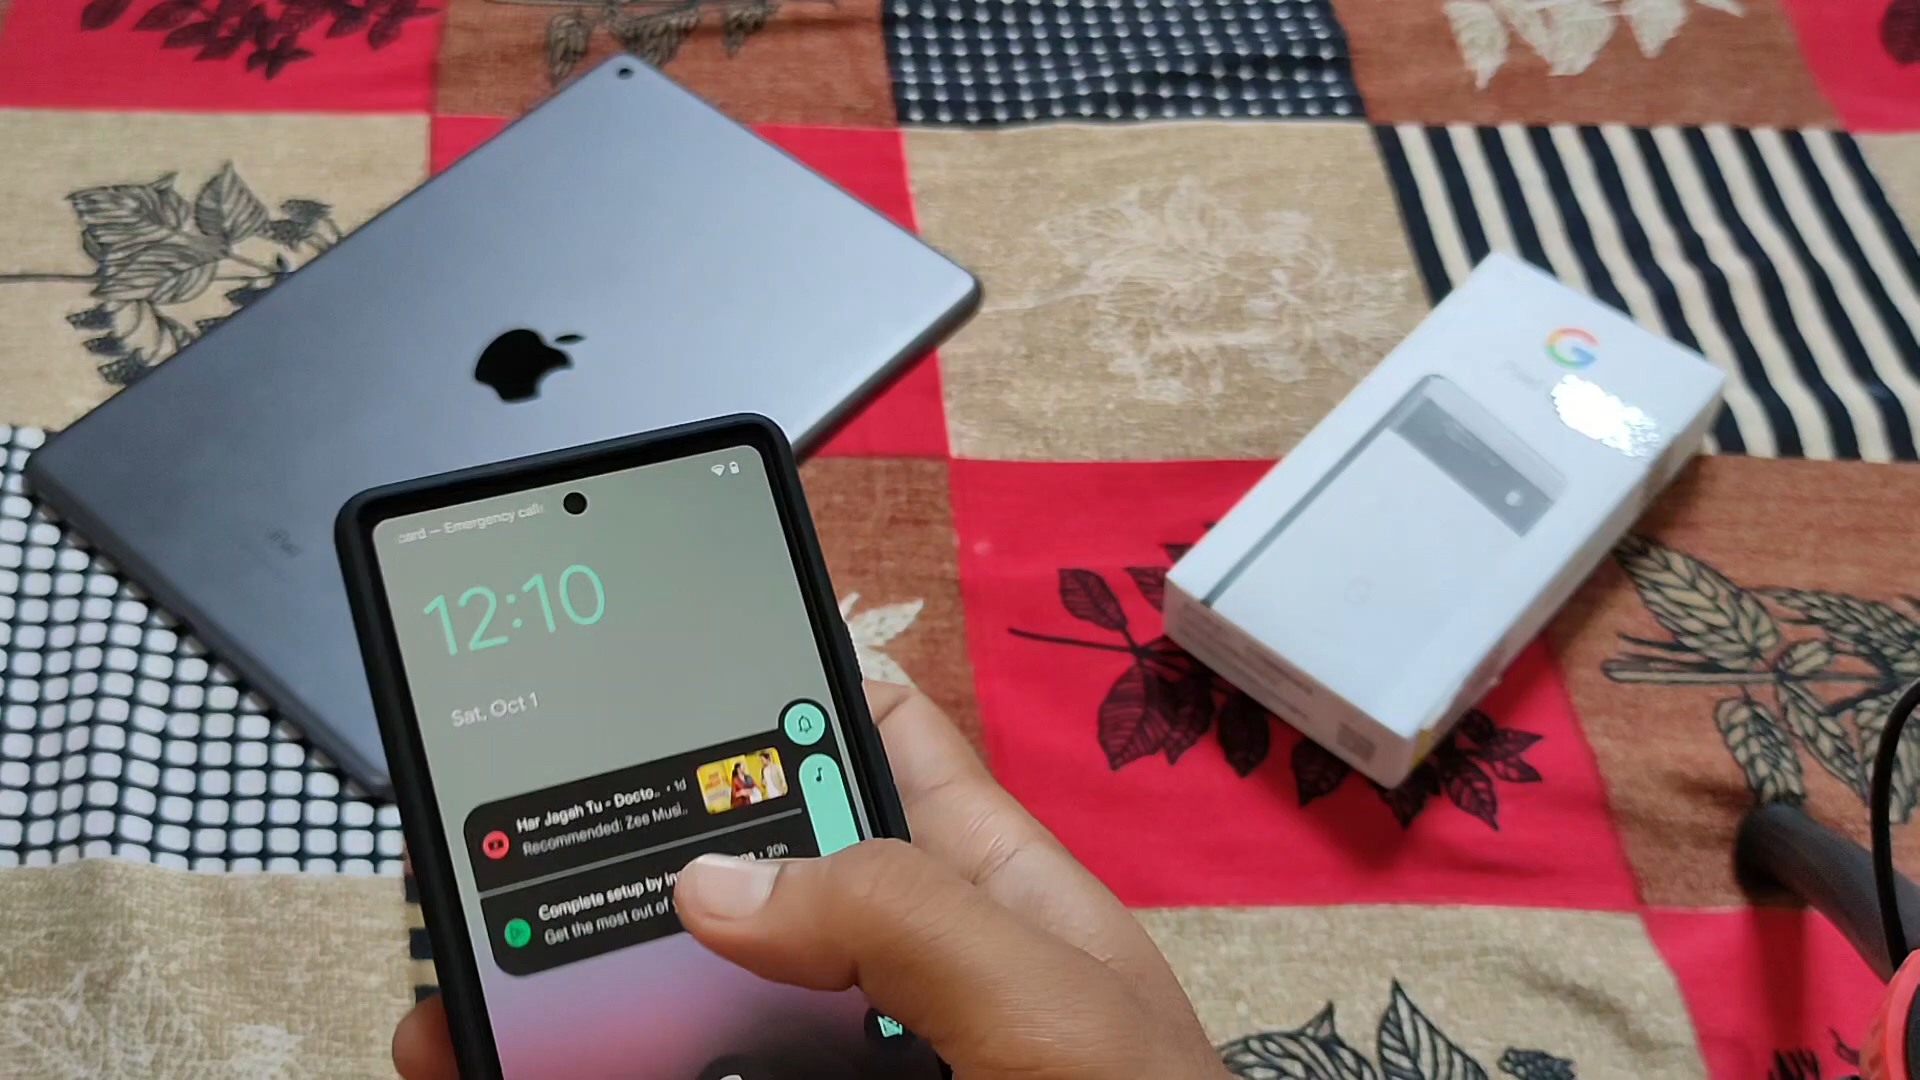 iPad
card — Emergency calls
12:10
Sat, Oct 1
Har Jagah Tu • Docto.. • 1d
Recommended: Zee Musi..
• 20h
Complete setup by
Get the most out of